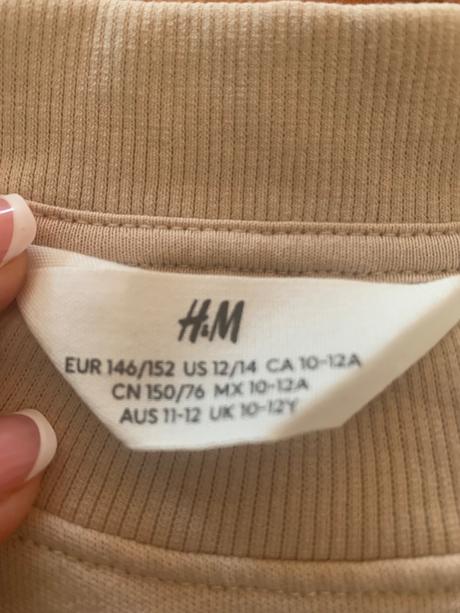 H&M
EUR 146/152 US 12/14 CA 10-12A
CN 150/76 MX 10-12A
AUS 11-12 UK 10-12Y